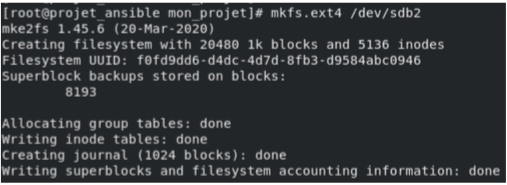 [root@projet_ansible mon_projet]# mkfs.ext4 /dev/sdb2
mke2fs 1.45.6 (20-Mar-2020)
Creating filesystem with 20480 1k blocks and 5136 inodes
Filesystem UUID: f0fd9dd6-d4dc-4d7d-8fb3-d9584abc0946
Superblock backups stored on blocks:
8193
Allocating group tables: done
Writing inode tables: done
Creating journal (1024 blocks): done
Writing superblocks and filesystem accounting information: done